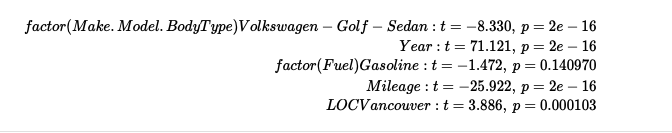 factor(Make. Model. BodyType)Volkswagen − Golf − Sedan : t = −8.330, p = 2e − 16
Year : t = 71.121, p = 2e − 16
factor(Fuel)Gasoline : t = −1.472, p = 0.140970
Mileage : t = −25.922, p = 2e − 16
LOCVancouver : t = 3.886, p = 0.000103